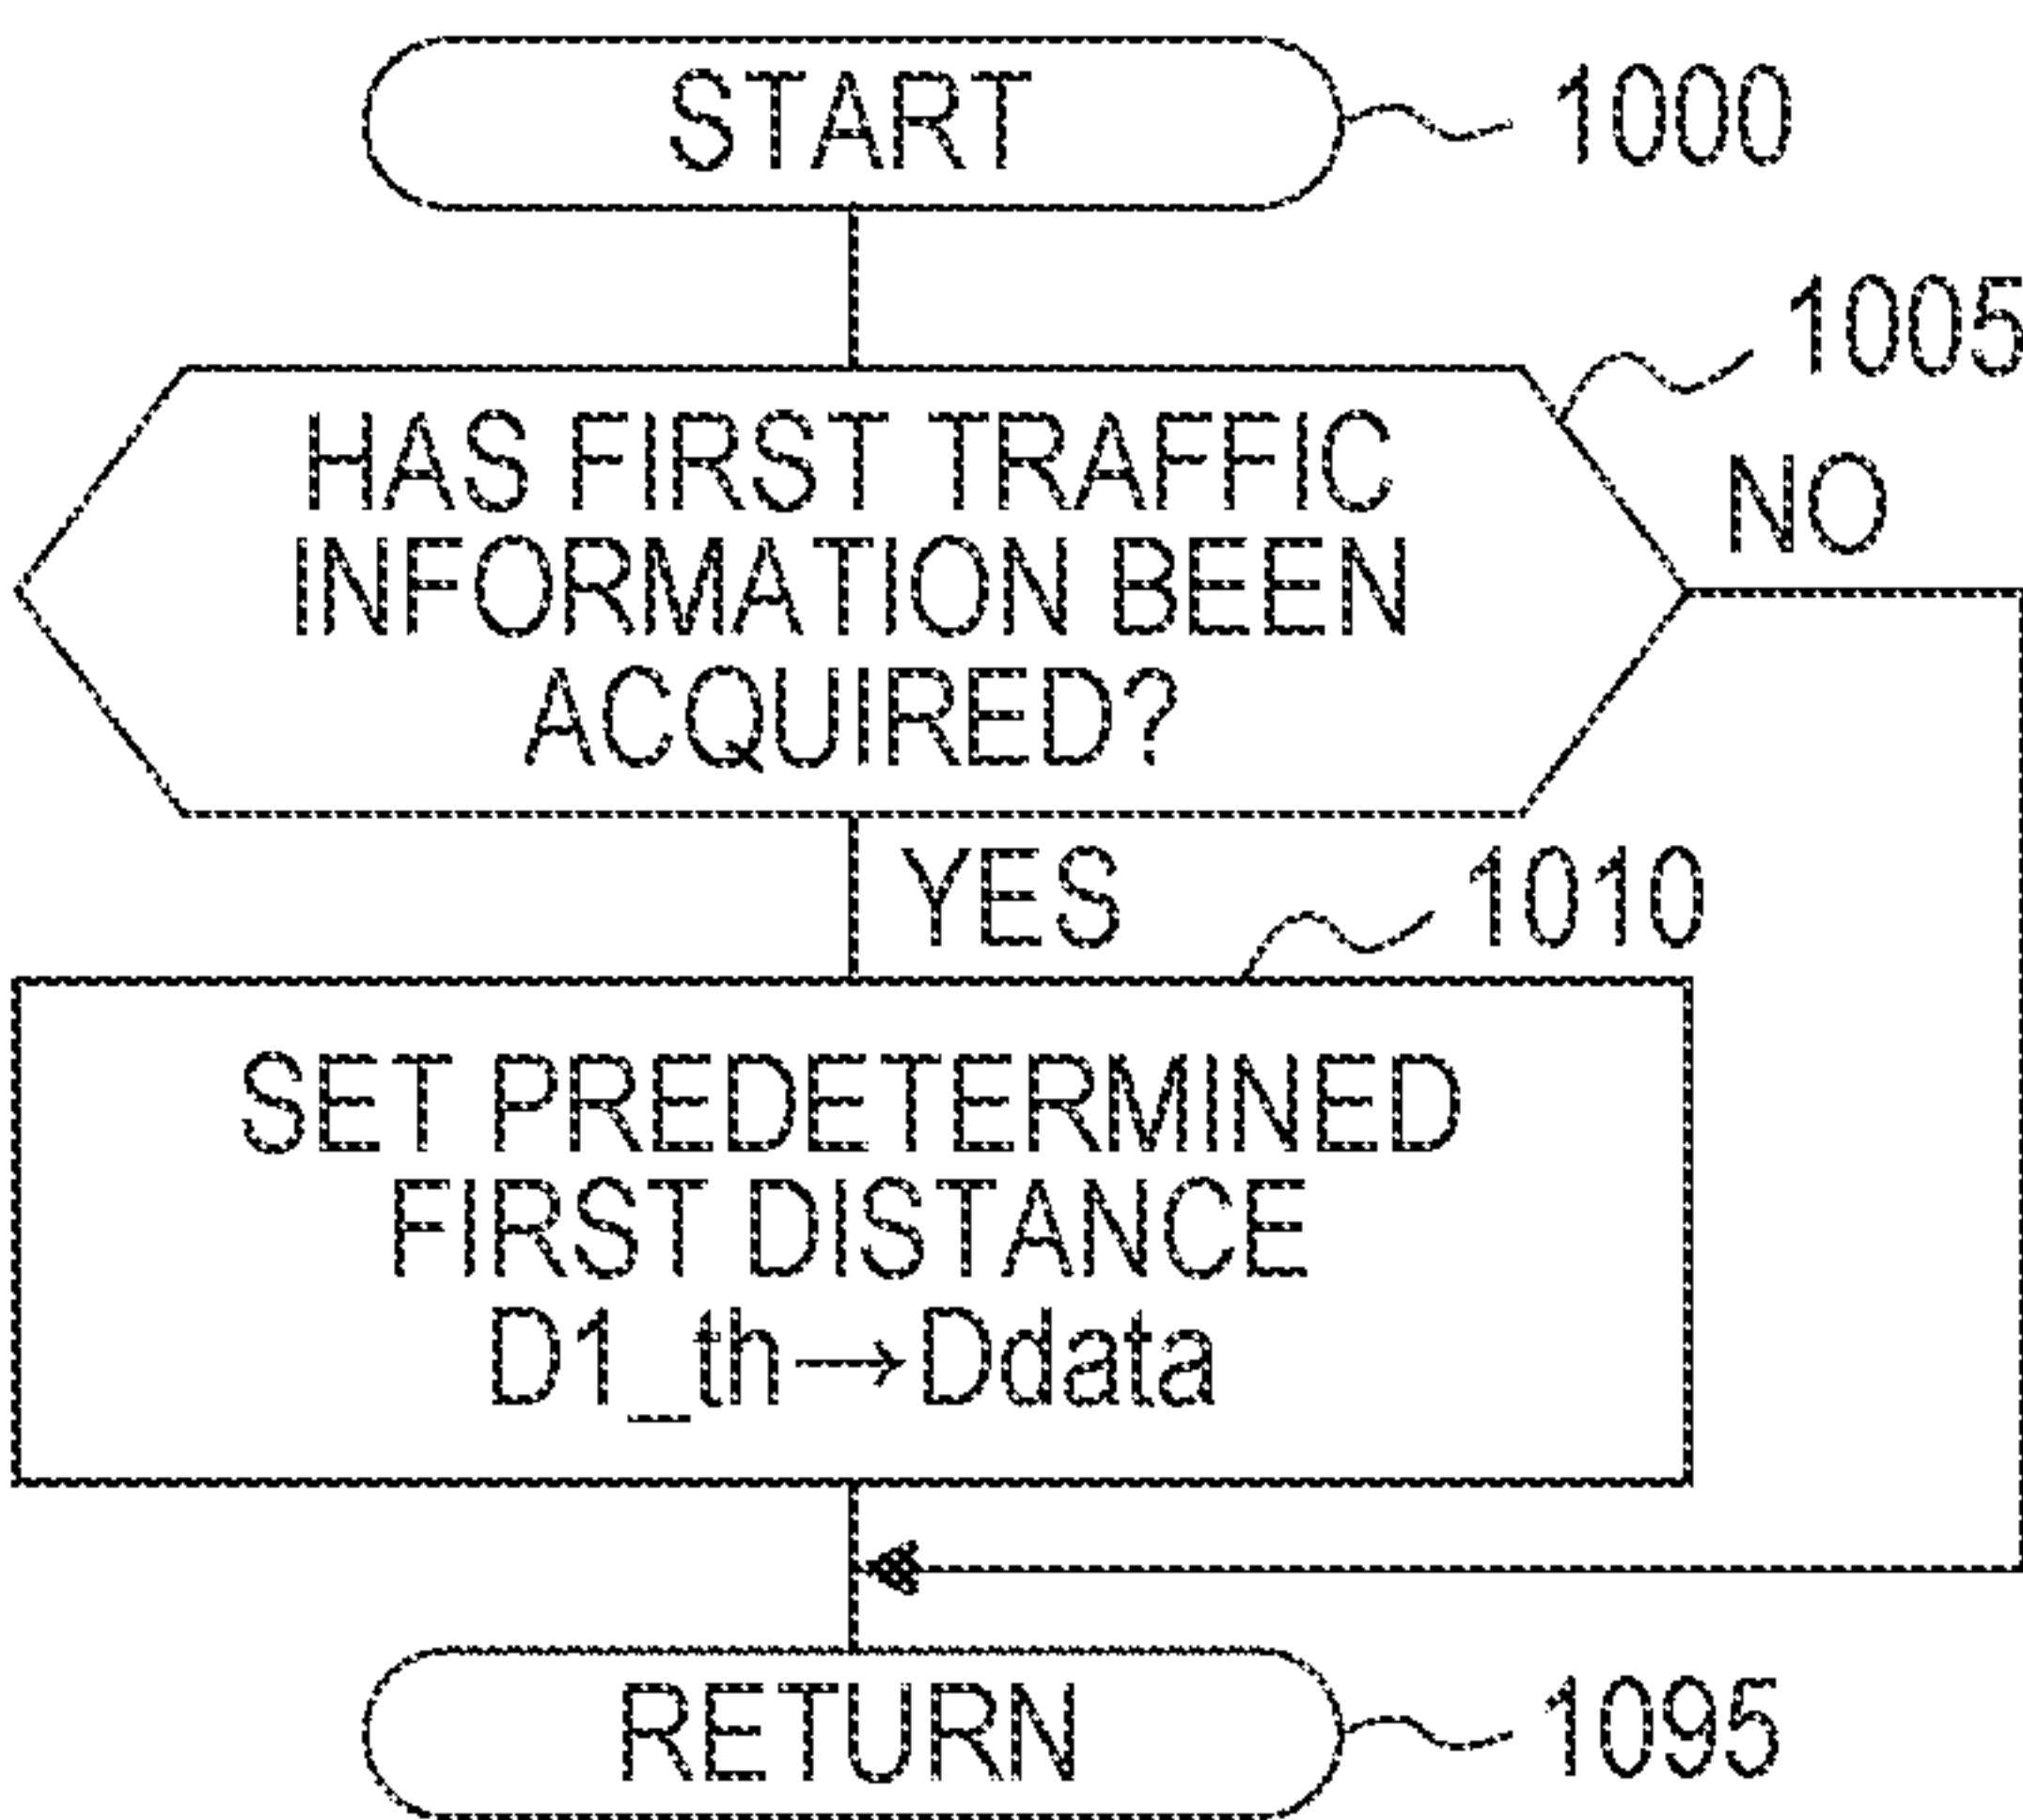 START
1000
1005
HAS FIRST TRAFFIC
INFORMATION BEEN
ACQUIRED?
NO
YES
1010
SET PREDETERMINED
FIRST DISTANCE
D1_th→Ddata
RETURN
1095